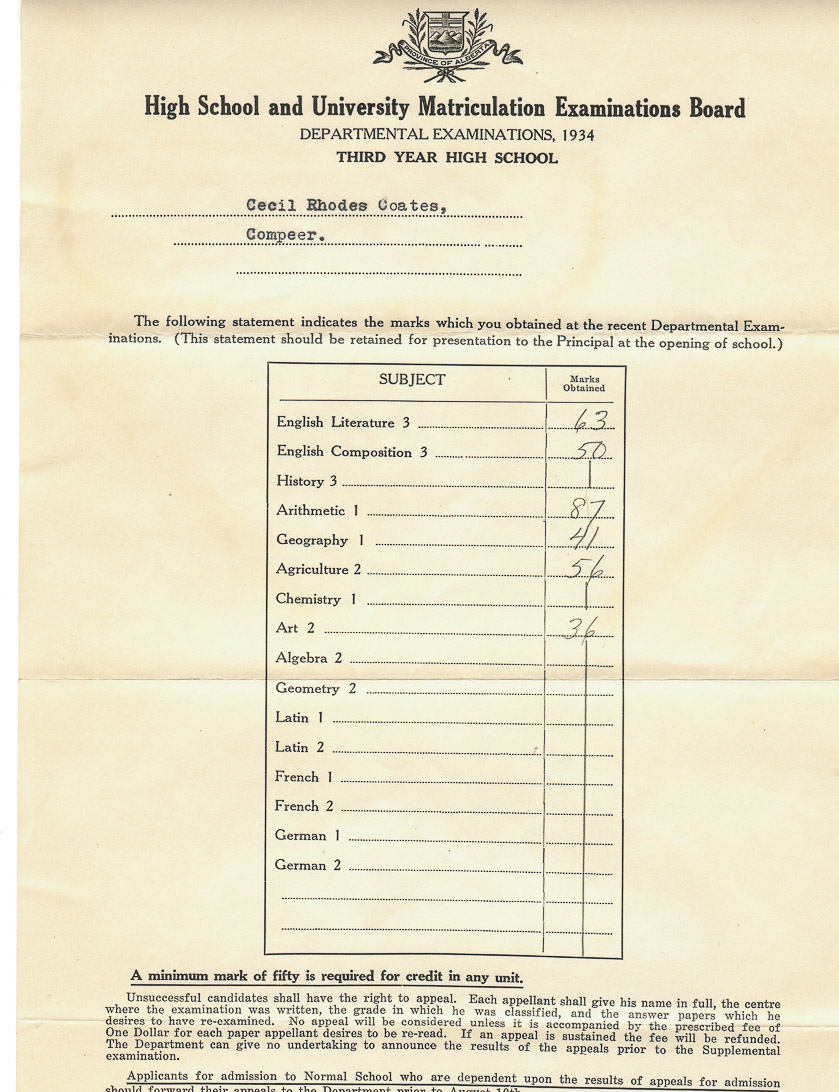 PROVINCE OF ALBERTA
High School and University Matriculation Examinations Board
DEPARTMENTAL EXAMINATIONS, 1934
THIRD YEAR HIGH SCHOOL
Cecil Rhodes Coates,
Compeer.
The following statement indicates the marks which you obtained at the recent Departmental Exam-
inations. (This statement should be retained for presentation to the Principal at the opening of school.)
SUBJECT Marks Obtained
English Literature 3 63
English Composition 3 50
History 3
Arithmetic 1 87
Geography 1 41
Agriculture 2 56
Chemistry 1
Art 2 36
Algebra 2
Geometry 2
Latin 1
Latin 2
French 1
French 2
German 1
German 2
A minimum mark of fifty is required for credit in any unit.
Unsuccessful candidates shall have the right to appeal. Each appellant shall give his name in full, the centre
where the examination was written, the grade in which he was classified, and the answer papers which he
desires to have re-examined. No appeal will be considered unless it is accompanied by the prescribed fee of
One Dollar for each paper appellant desires to be re-read. If an appeal is sustained the fee will be refunded.
The Department can give no undertaking to announce the results of the appeals prior to the Supplemental
examination.
Applicants for admission to Normal School who are dependent upon the results of appeals for admission
should forward their appeals to the Department prior to August 10th.